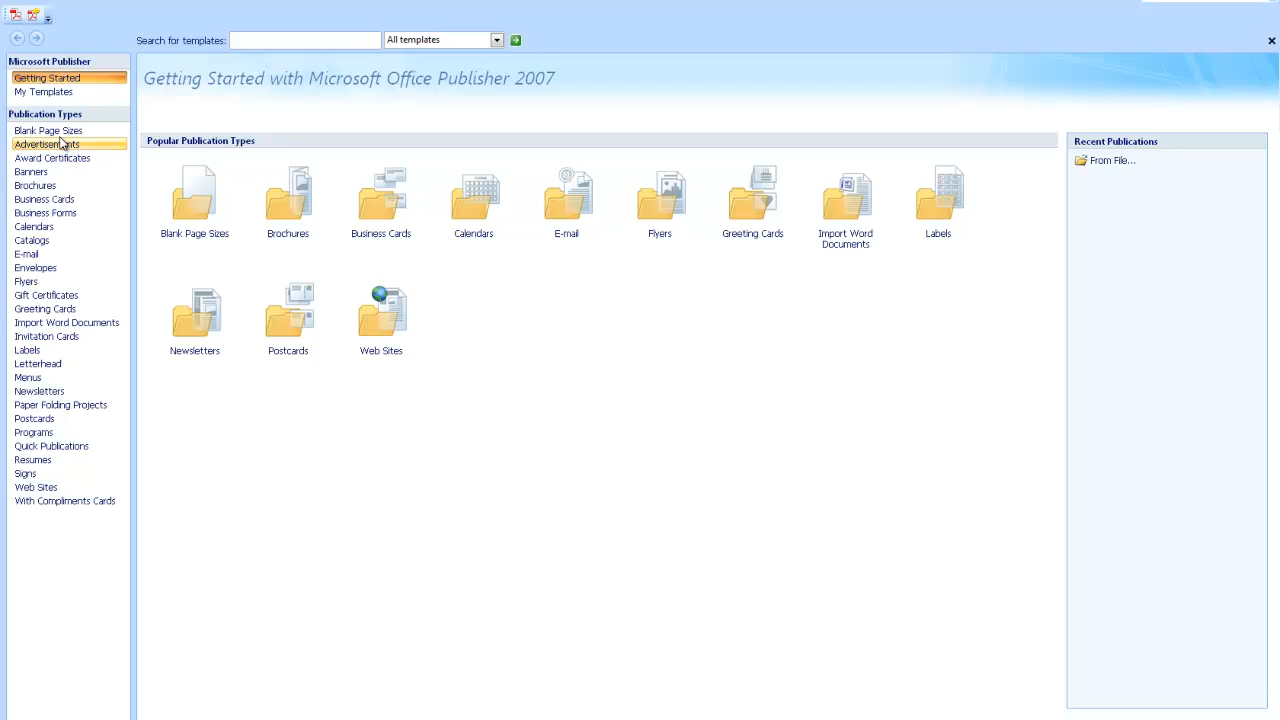 Search for templates:
All templates
Microsoft Publisher
Getting Started
My Templates
Publication Types
Blank Page Sizes
Advertisements
Award Certificates
Banners
Brochures
Business Cards
Business Forms
Calendars
Catalogs
E-mail
Envelopes
Flyers
Gift Certificates
Greeting Cards
Import Word Documents
Invitation Cards
Labels
Letterhead
Menus
Newsletters
Paper Folding Projects
Postcards
Programs
Quick Publications
Resumes
Signs
Web Sites
With Compliments Cards
Getting Started with Microsoft Office Publisher 2007
Popular Publication Types
Blank Page Sizes
Brochures
Business Cards
Calendars
E-mail
Flyers
Greeting Cards
Import Word
Documents
Labels
Newsletters
Postcards
Web Sites
Recent Publications
From File...